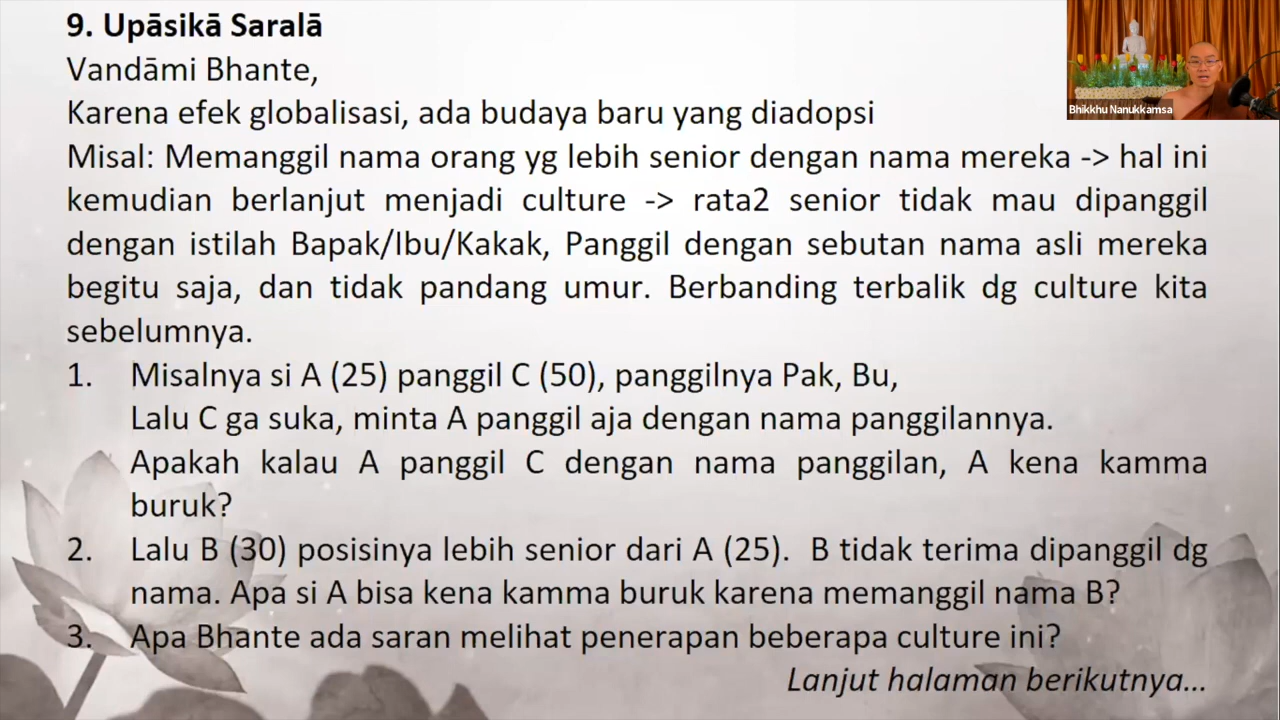 9. Upāsikā Saralā
Vandāmi Bhante,
Karena efek globalisasi, ada budaya baru yang diadopsi
Misal: Memanggil nama orang yg lebih senior dengan nama mereka -> hal ini
kemudian berlanjut menjadi culture -> rata2 senior tidak mau dipanggil
dengan istilah Bapak/Ibu/Kakak, Panggil dengan sebutan nama asli mereka
begitu saja, dan tidak pandang umur. Berbanding terbalik dg culture kita
sebelumnya.
1. Misalnya si A (25) panggil C (50), panggilnya Pak, Bu,
Lalu C ga suka, minta A panggil aja dengan nama panggilannya.
Apakah kalau A panggil C dengan nama panggilan, A kena kamma
buruk?
2. Lalu B (30) posisinya lebih senior dari A (25). B tidak terima dipanggil dg
nama. Apa si A bisa kena kamma buruk karena memanggil nama B?
3. Apa Bhante ada saran melihat penerapan beberapa culture ini?
Lanjut halaman berikutnya...
Bhikkhu Nanukkamsa